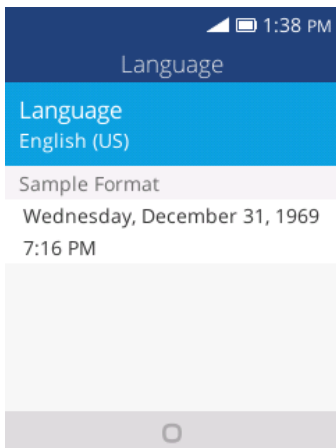 1:38 PM
Language
Language
English (US)
Sample Format
Wednesday, December 31, 1969
7:16 PM